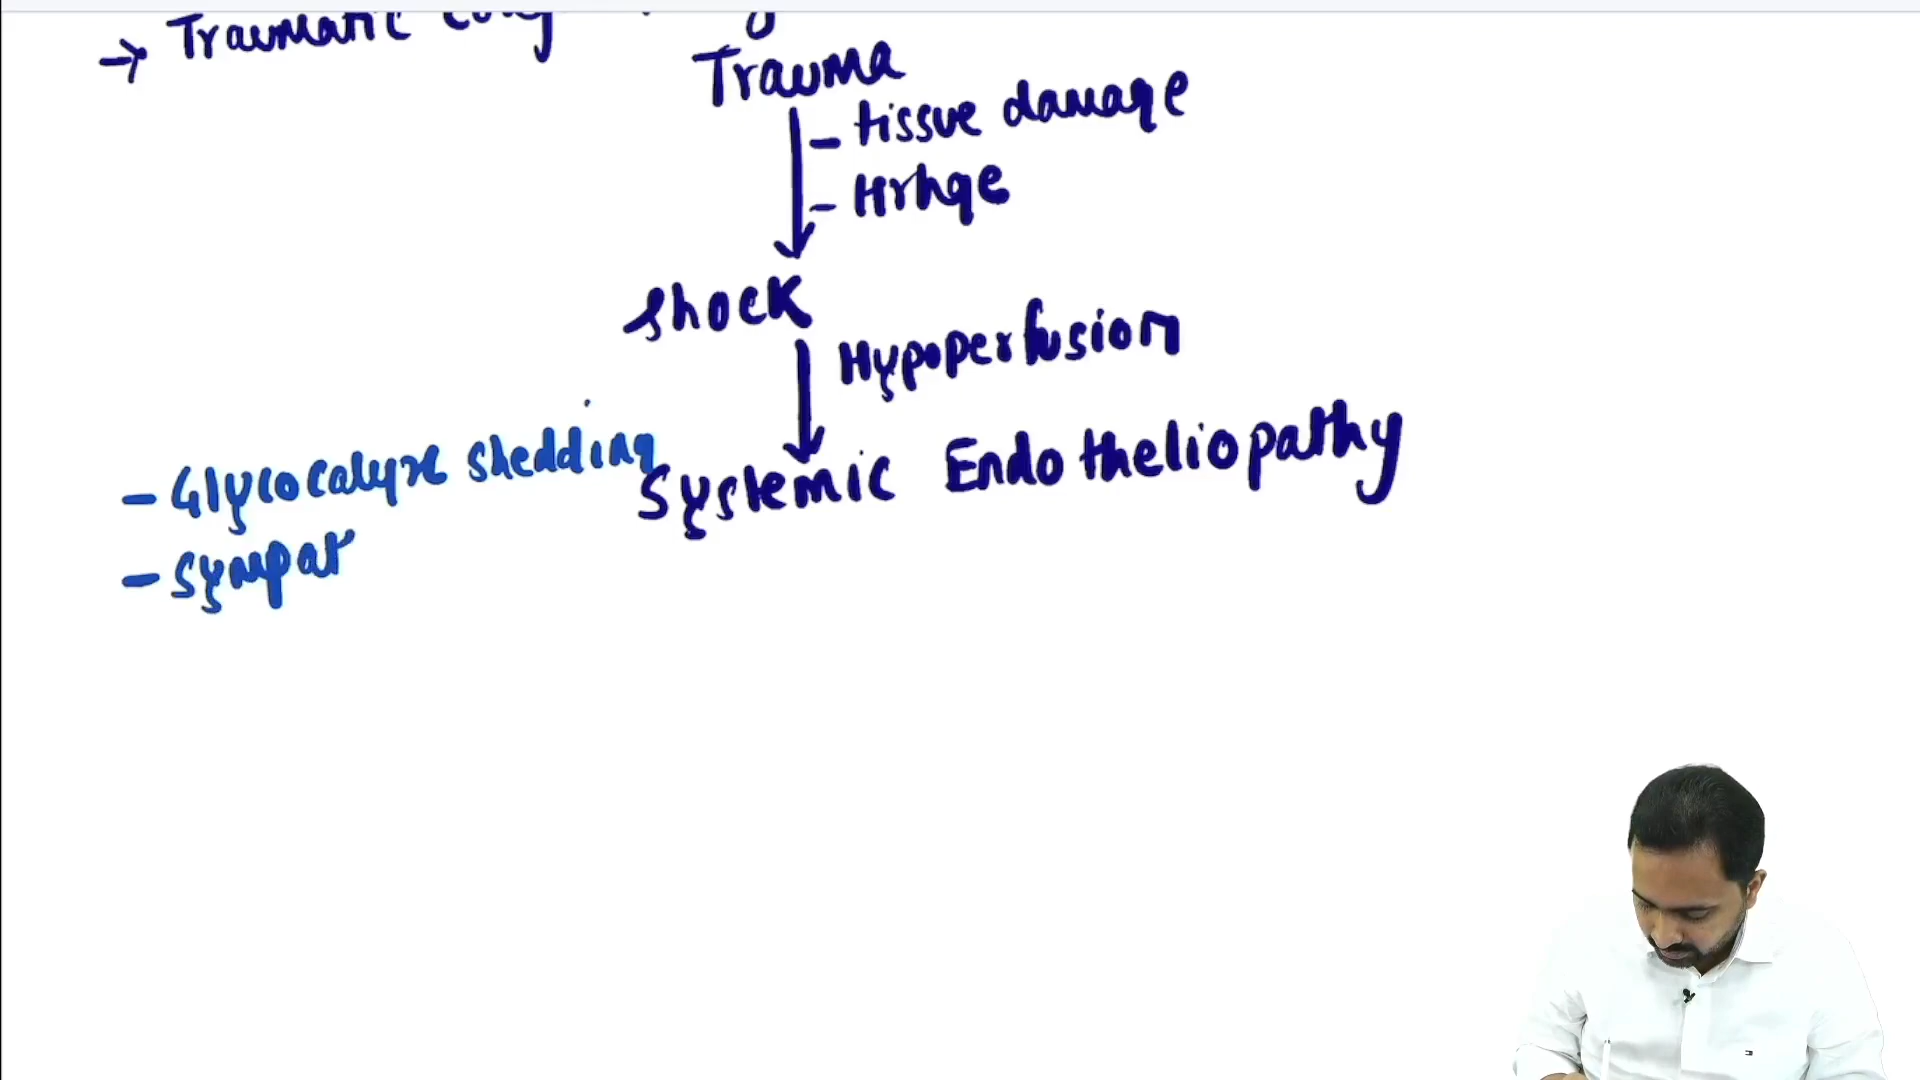 → Traumatic
Trauma
- tissue damage
- Hrhge
Shock
Hypoperfusion
- Glycocalyx shedding
Systemic Endotheliopathy
- Sympat